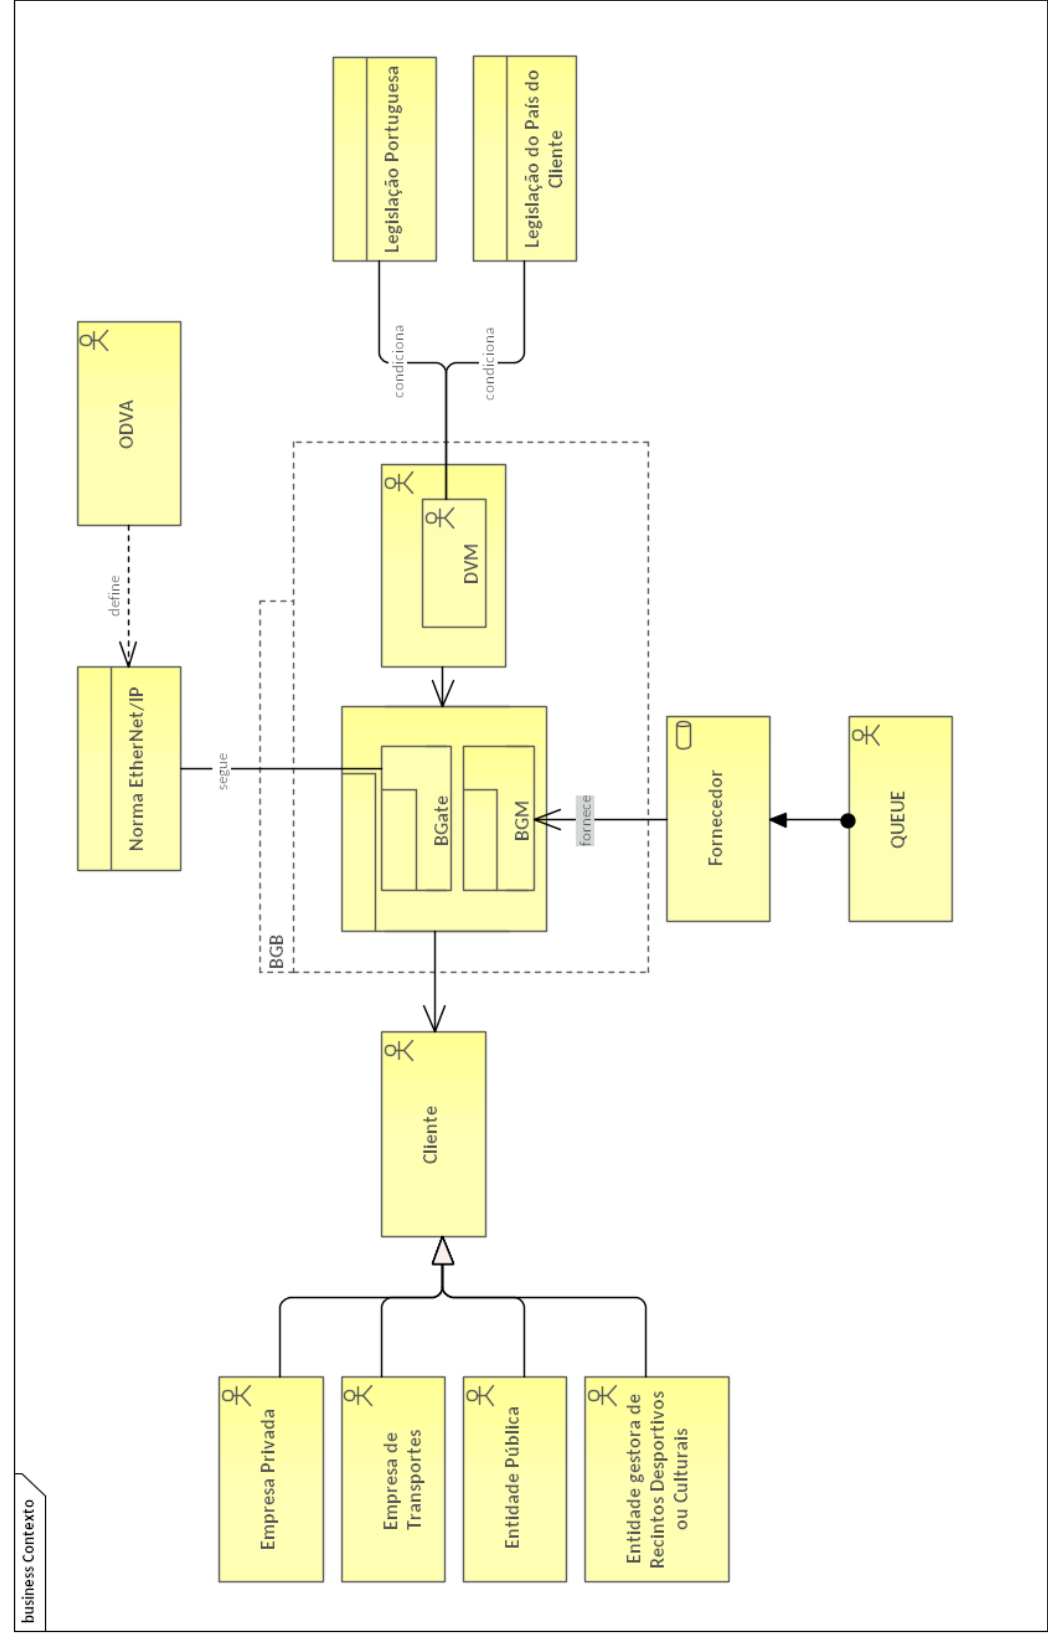 business Contexto
Empresa Privada
Empresa de
Transportes
Entidade Pública
Entidade gestora de
Recintos Desportivos
ou Culturais
Cliente
BGB
BGate
BGM
DVM
Norma EtherNet/IP
segue
define
ODVA
fornece
Fornecedor
QUEUE
condiciona
condiciona
Legislação Portuguesa
Legislação do País do
Cliente